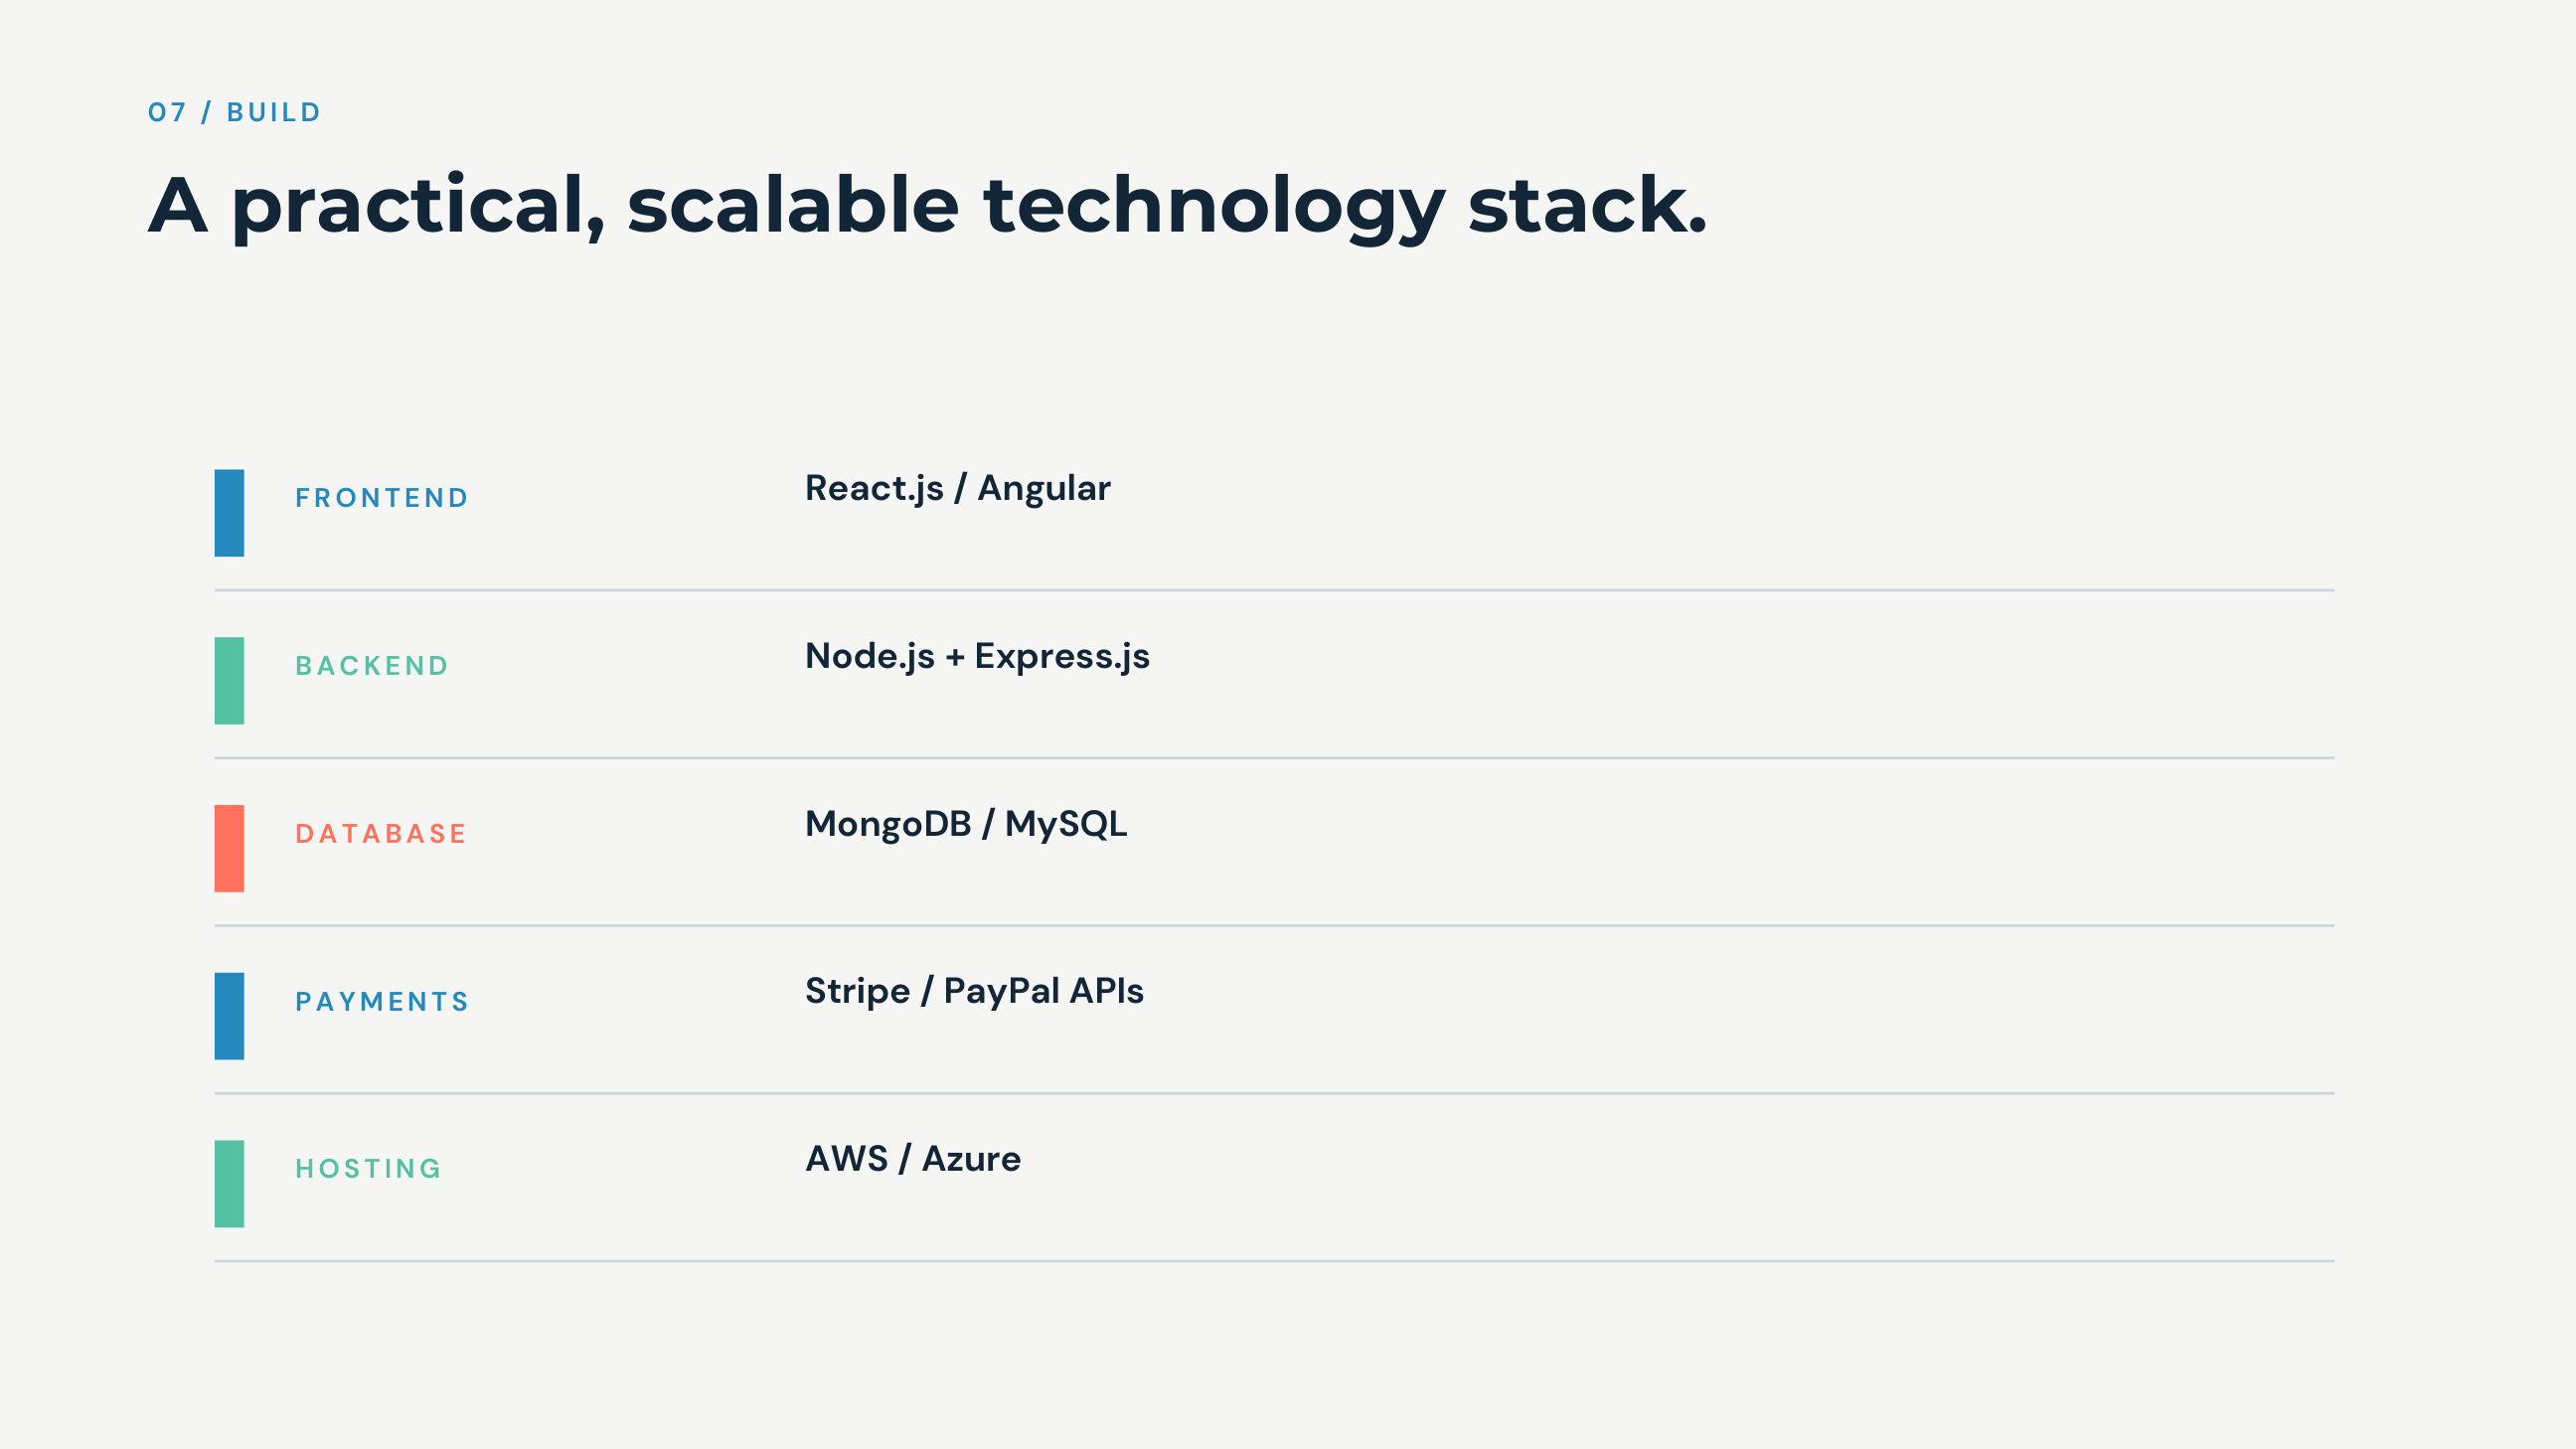 07 / BUILD
A practical, scalable technology stack.
FRONTEND
React.js / Angular
BACKEND
Node.js + Express.js
DATABASE
MongoDB / MySQL
PAYMENTS
Stripe / PayPal APIs
HOSTING
AWS / Azure